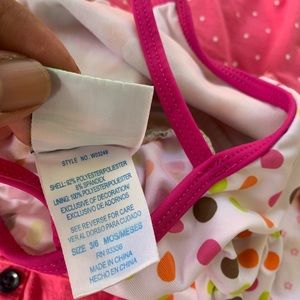 STYLE NO. W03249
SHELL: 92% POLYESTER/POLIESTER
8% SPANDEX
LINING: 100% POLYESTER/POLIESTER
EXCLUSIVE OF DECORATION/
EXCLUSIVO DE ADORNOS
SEE REVERSE FOR CARE
VER AL DORSO PARA CUIDADO
SIZE: 3/6 MOS/MESES
RN 93356
MADE IN CHINA
HECHO EN CHINA